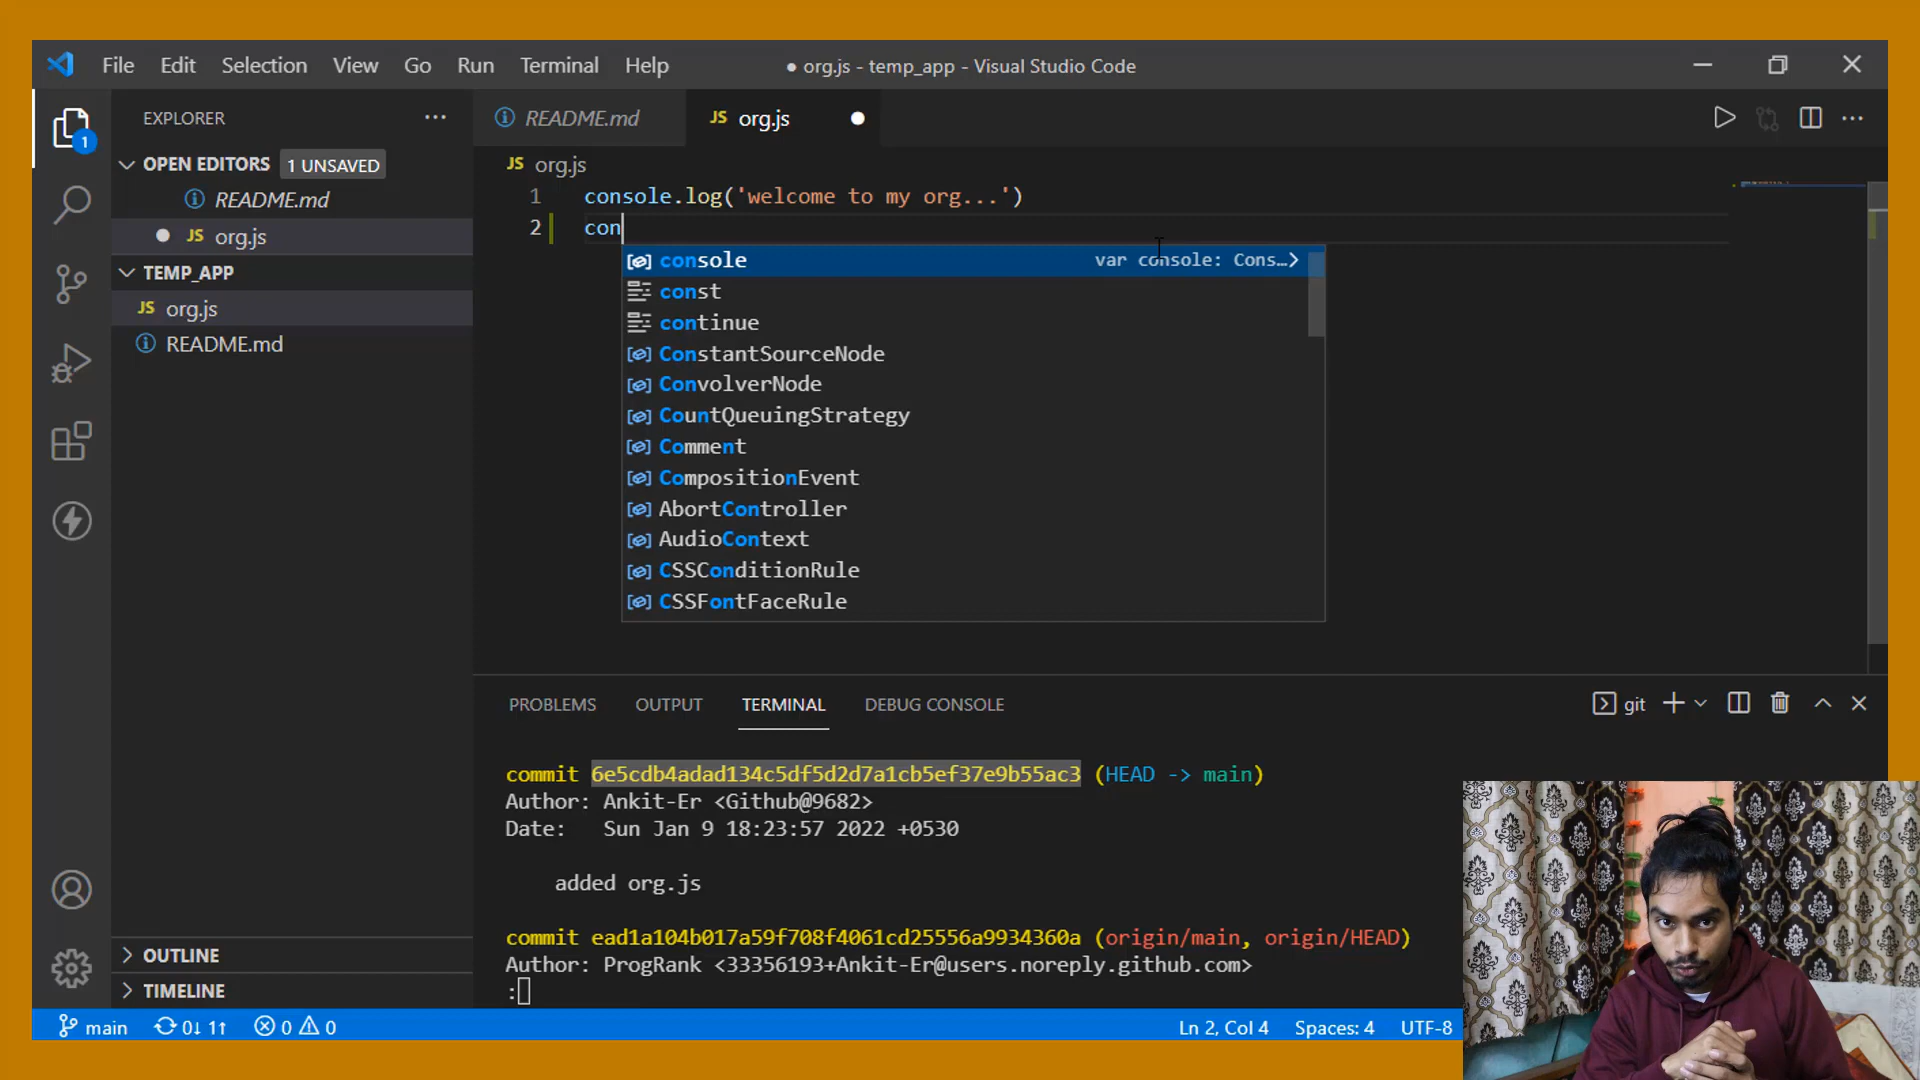 File Edit Selection View Go Run Terminal Help ● org.js - temp_app - Visual Studio Code
EXPLORER ···
README.md JS org.js ●
1
OPEN EDITORS 1 UNSAVED
README.md
● JS org.js
TEMP_APP
JS org.js
README.md
OUTLINE
TIMELINE
JS org.js
1 console.log('welcome to my org...')
2 con
console var console: Cons…
const
continue
ConstantSourceNode
ConvolverNode
CountQueuingStrategy
Comment
CompositionEvent
AbortController
AudioContext
CSSConditionRule
CSSFontFaceRule
PROBLEMS OUTPUT TERMINAL DEBUG CONSOLE git
commit 6e5cdb4adad134c5df5d2d7a1cb5ef37e9b55ac3 (HEAD -> main)
Author: Ankit-Er <Github@9682>
Date: Sun Jan 9 18:23:57 2022 +0530
added org.js
commit ead1a104b017a59f708f4061cd25556a9934360a (origin/main, origin/HEAD)
Author: ProgRank <33356193+Ankit-Er@users.noreply.github.com>
:
main 0↓ 1↑ 0 0 Ln 2, Col 4 Spaces: 4 UTF-8